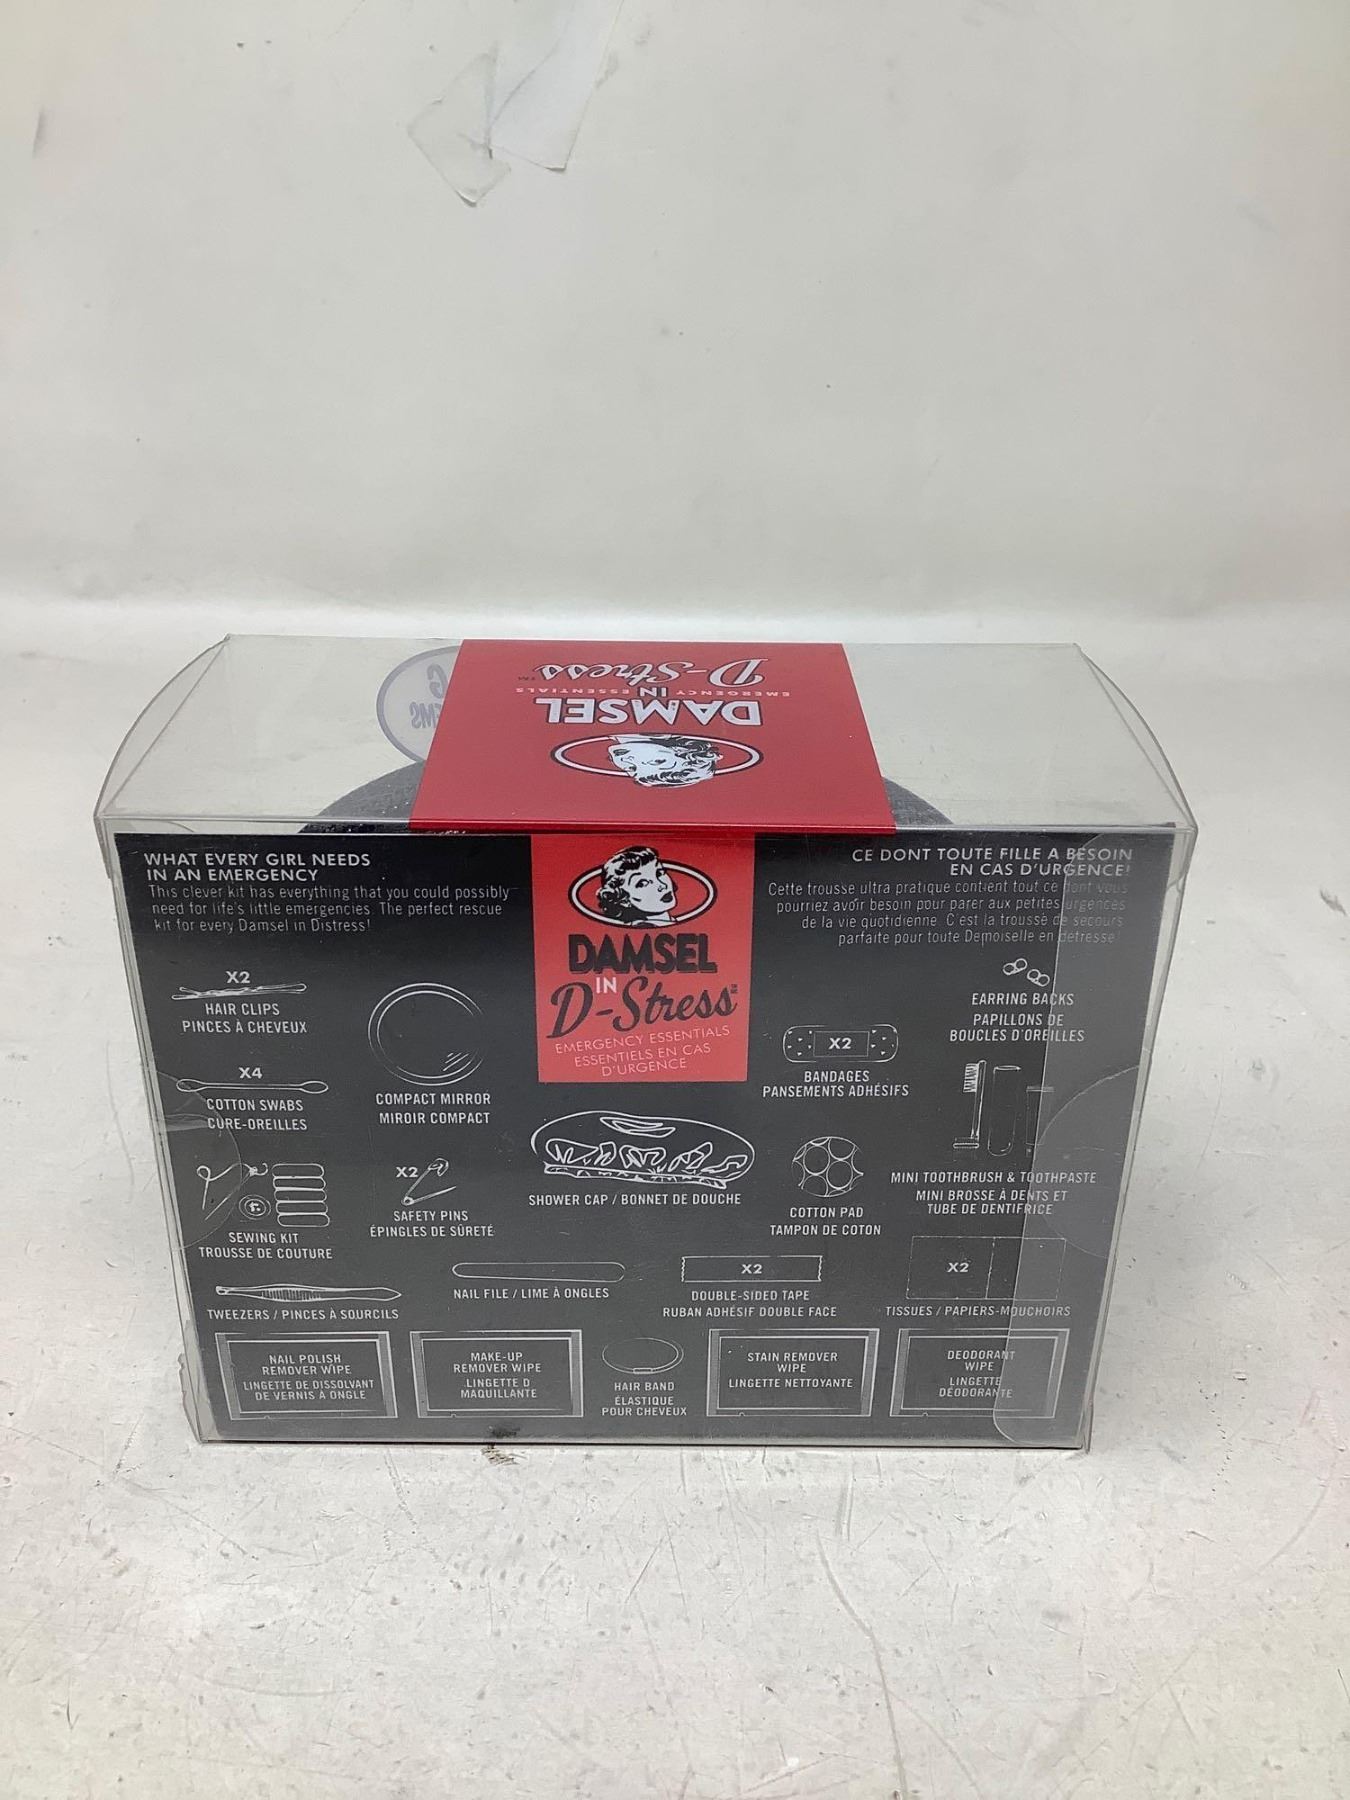 D-Stress™
IN
EMERGENCY ESSENTIALS
DAMSEL
WHAT EVERY GIRL NEEDS
IN AN EMERGENCY
This clever kit has everything that you could possibly
need for life's little emergencies. The perfect rescue
kit for every Damsel in Distress!
DAMSEL
IN
D-Stress™
EMERGENCY ESSENTIALS
ESSENTIELS EN CAS
D'URGENCE
CE DONT TOUTE FILLE A BESOIN
EN CAS D'URGENCE!
Cette trousse ultra pratique contient tout ce dont vous
pourriez avoir besoin pour parer aux petites urgences
de la vie quotidienne. C'est la trousse de secours
parfaite pour toute Demoiselle en détresse!
X2
HAIR CLIPS
PINCES À CHEVEUX
COMPACT MIRROR
MIROIR COMPACT
X2
BANDAGES
PANSEMENTS ADHÉSIFS
EARRING BACKS
PAPILLONS DE
BOUCLES D'OREILLES
X4
COTTON SWABS
CURE-OREILLES
SEWING KIT
TROUSSE DE COUTURE
X2
SAFETY PINS
ÉPINGLES DE SÛRETÉ
SHOWER CAP / BONNET DE DOUCHE
COTTON PAD
TAMPON DE COTON
MINI TOOTHBRUSH & TOOTHPASTE
MINI BROSSE À DENTS ET
TUBE DE DENTIFRICE
TWEEZERS / PINCES À SOURCILS
NAIL FILE / LIME À ONGLES
X2
DOUBLE-SIDED TAPE
RUBAN ADHÉSIF DOUBLE FACE
X2
TISSUES / PAPIERS-MOUCHOIRS
NAIL POLISH
REMOVER WIPE
LINGETTE DE DISSOLVANT
DE VERNIS À ONGLE
MAKE-UP
REMOVER WIPE
LINGETTE D
MAQUILLANTE
HAIR BAND
ÉLASTIQUE
POUR CHEVEUX
STAIN REMOVER
WIPE
LINGETTE NETTOYANTE
DEODORANT
WIPE
LINGETTE
DÉODORANTE